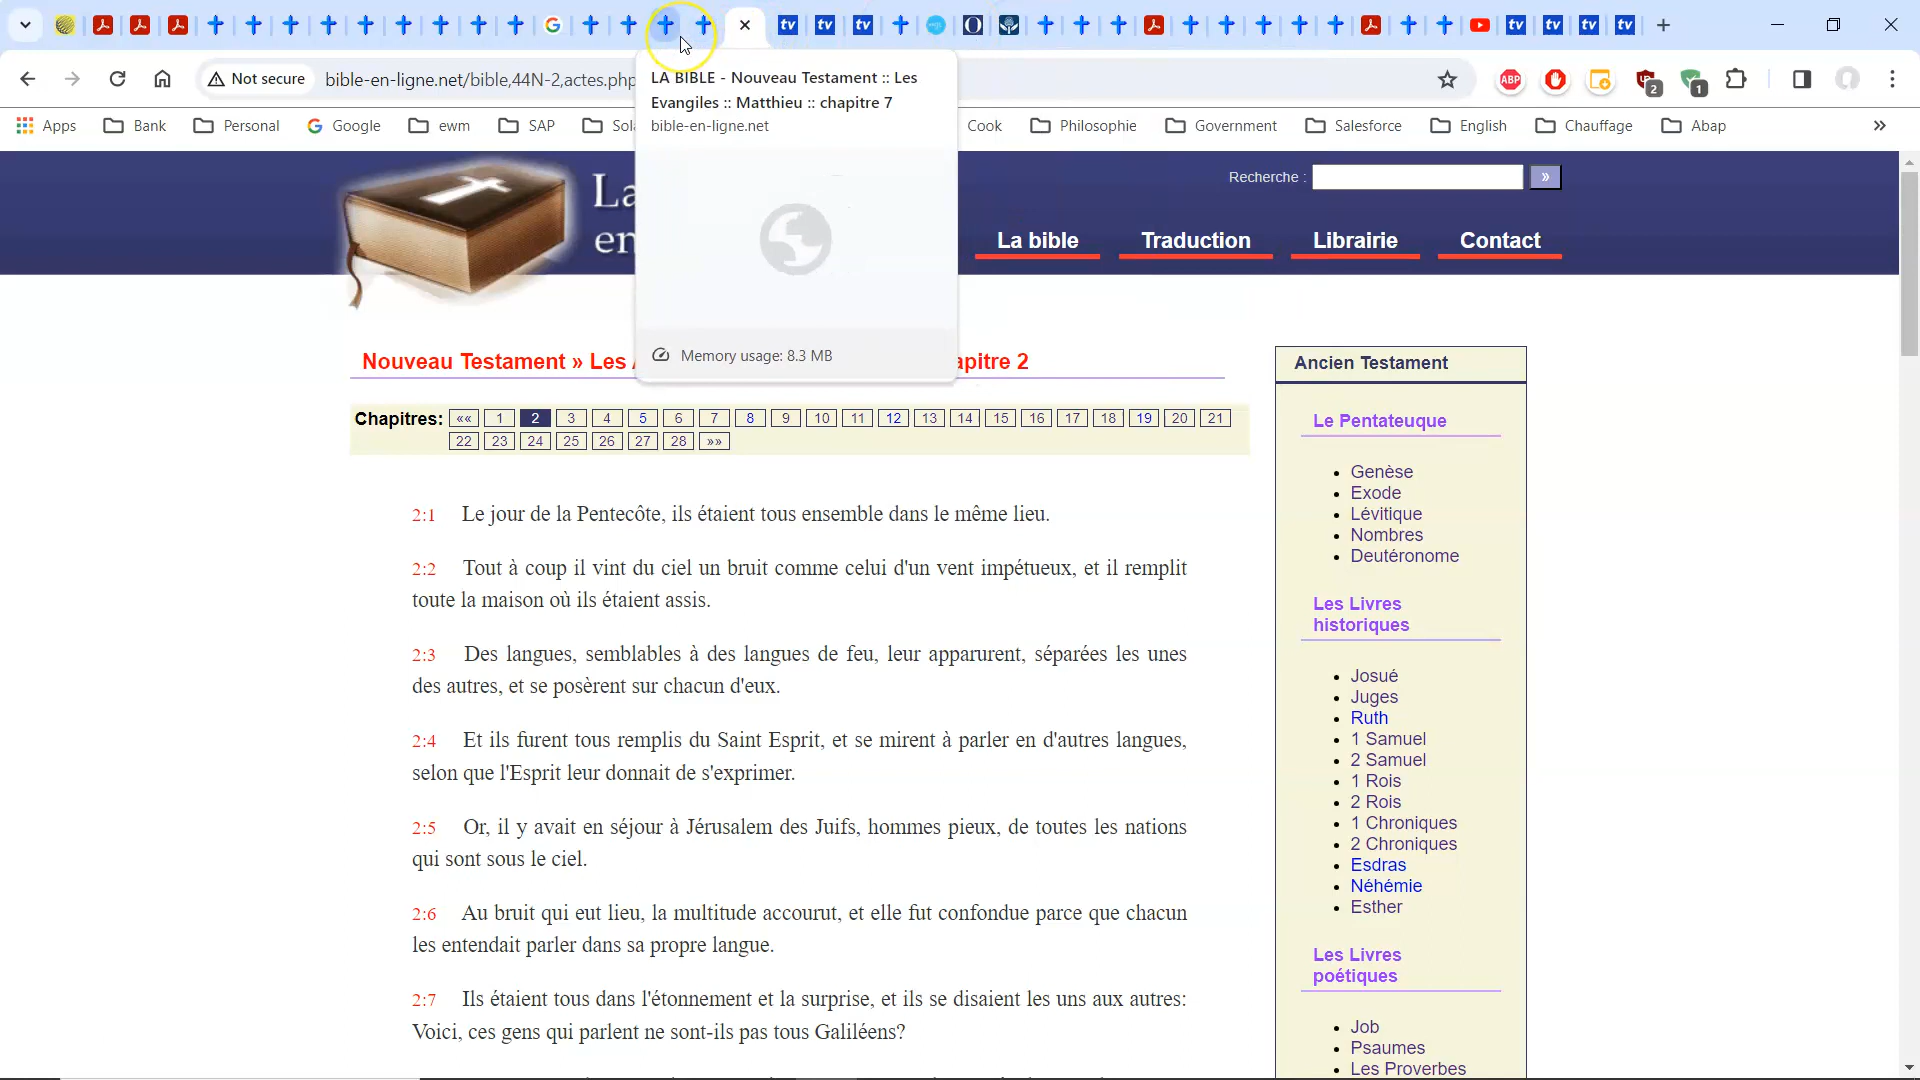 Not secure
bible-en-ligne.net/bible,44N-2,actes.php
LA BIBLE - Nouveau Testament :: Les
Evangiles :: Matthieu :: chapitre 7
bible-en-ligne.net
Memory usage: 8.3 MB
Apps
Bank
Personal
Google
ewm
SAP
Cook
Philosophie
Government
Salesforce
English
Chauffage
Abap
»
Recherche :
»
La bible
Traduction
Librairie
Contact
Nouveau Testament » Les
apitre 2
Chapitres: «« 1 2 3 4 5 6 7 8 9 10 11 12 13 14 15 16 17 18 19 20 21
22 23 24 25 26 27 28 »»
2:1 Le jour de la Pentecôte, ils étaient tous ensemble dans le même lieu.
2:2 Tout à coup il vint du ciel un bruit comme celui d'un vent impétueux, et il remplit
toute la maison où ils étaient assis.
2:3 Des langues, semblables à des langues de feu, leur apparurent, séparées les unes
des autres, et se posèrent sur chacun d'eux.
2:4 Et ils furent tous remplis du Saint Esprit, et se mirent à parler en d'autres langues,
selon que l'Esprit leur donnait de s'exprimer.
2:5 Or, il y avait en séjour à Jérusalem des Juifs, hommes pieux, de toutes les nations
qui sont sous le ciel.
2:6 Au bruit qui eut lieu, la multitude accourut, et elle fut confondue parce que chacun
les entendait parler dans sa propre langue.
2:7 Ils étaient tous dans l'étonnement et la surprise, et ils se disaient les uns aux autres:
Voici, ces gens qui parlent ne sont-ils pas tous Galiléens?
Ancien Testament
Le Pentateuque
Genèse
Exode
Lévitique
Nombres
Deutéronome
Les Livres
historiques
Josué
Juges
Ruth
1 Samuel
2 Samuel
1 Rois
2 Rois
1 Chroniques
2 Chroniques
Esdras
Néhémie
Esther
Les Livres
poétiques
Job
Psaumes
Les Proverbes